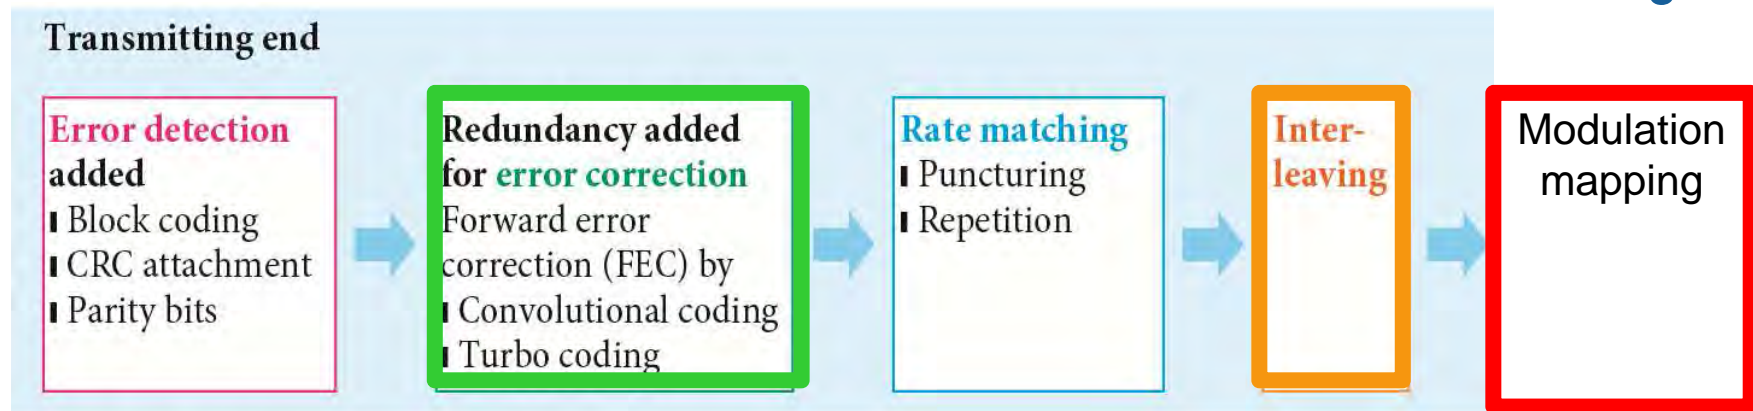 Transmitting end
Error detection
added
❙ Block coding
❙ CRC attachment
❙ Parity bits
Redundancy added
for error correction
Forward error
correction (FEC) by
❙ Convolutional coding
❙ Turbo coding
Rate matching
❙ Puncturing
❙ Repetition
Inter-
leaving
Modulation
mapping